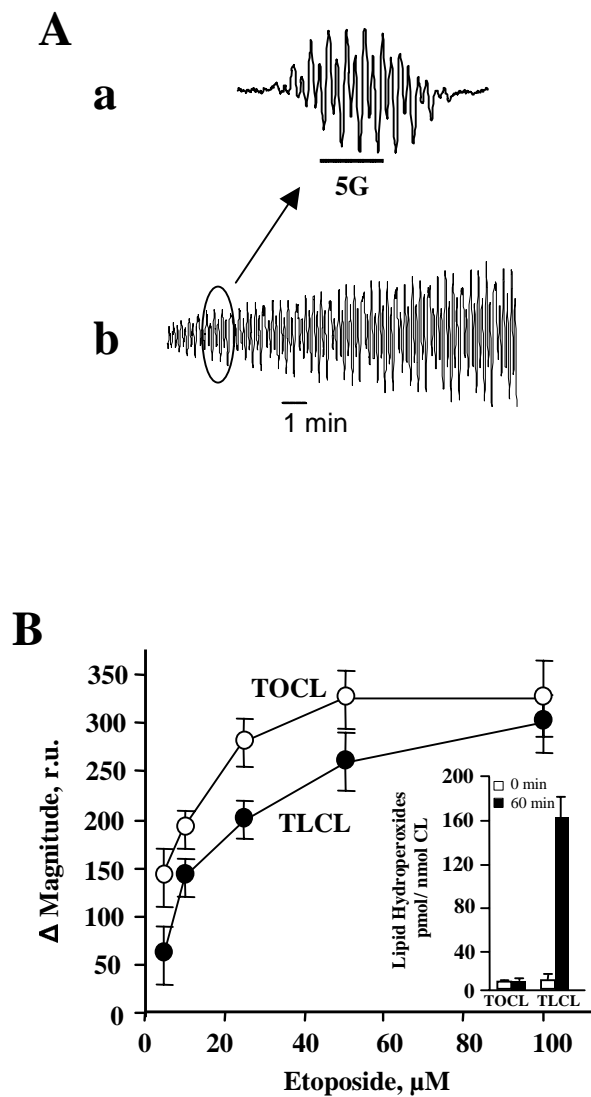 A
a
5G
b
1 min
B
350
300
250
200
150
100
50
0
Δ Magnitude, r.u.
TOCL
TLCL
0 20 40 60 80 100
Etoposide, µM
Lipid Hydroperoxides
pmol/ nmol CL
200
160
120
80
40
0
0 min
60 min
TOCL TLCL